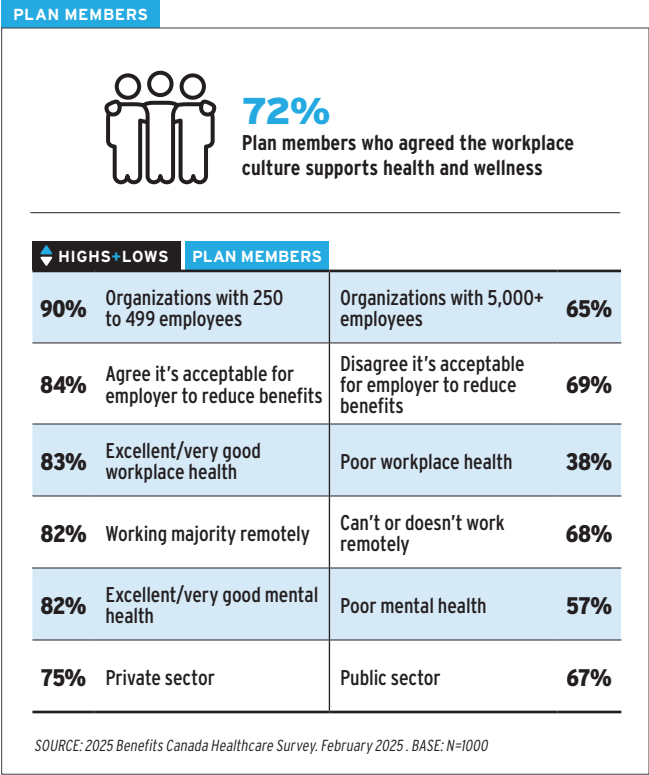 PLAN MEMBERS
72%
Plan members who agreed the workplace
culture supports health and wellness
HIGHS+LOWS PLAN MEMBERS
90% Organizations with 250
to 499 employees
Organizations with 5,000+
employees
65%
84% Agree it's acceptable for
employer to reduce benefits
Disagree it's acceptable
for employer to reduce
benefits
69%
83% Excellent/very good
workplace health
Poor workplace health 38%
82% Working majority remotely
Can't or doesn't work
remotely
68%
82% Excellent/very good mental
health
Poor mental health 57%
75% Private sector
Public sector 67%
SOURCE: 2025 Benefits Canada Healthcare Survey. February 2025 . BASE: N=1000